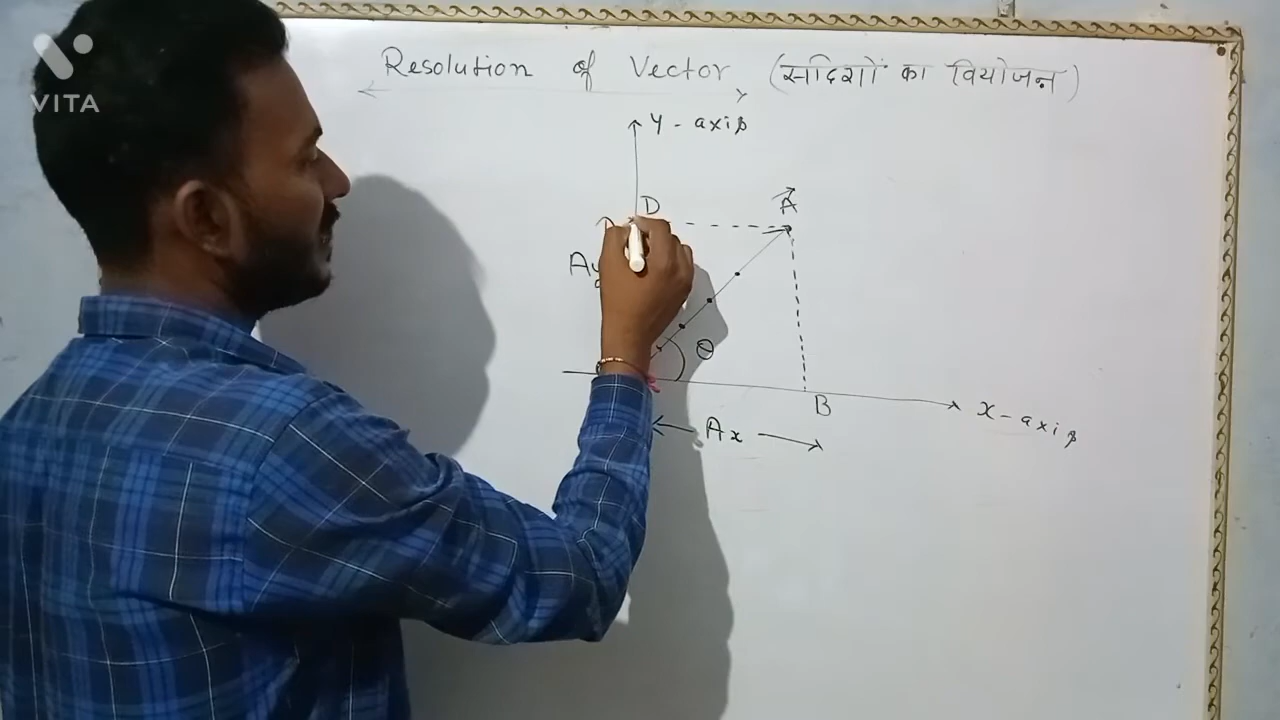 VITA
Resolution of Vector (सदिशों का वियोजन)
Y - axis
D
A
Ay
θ
B
X - axis
Ax